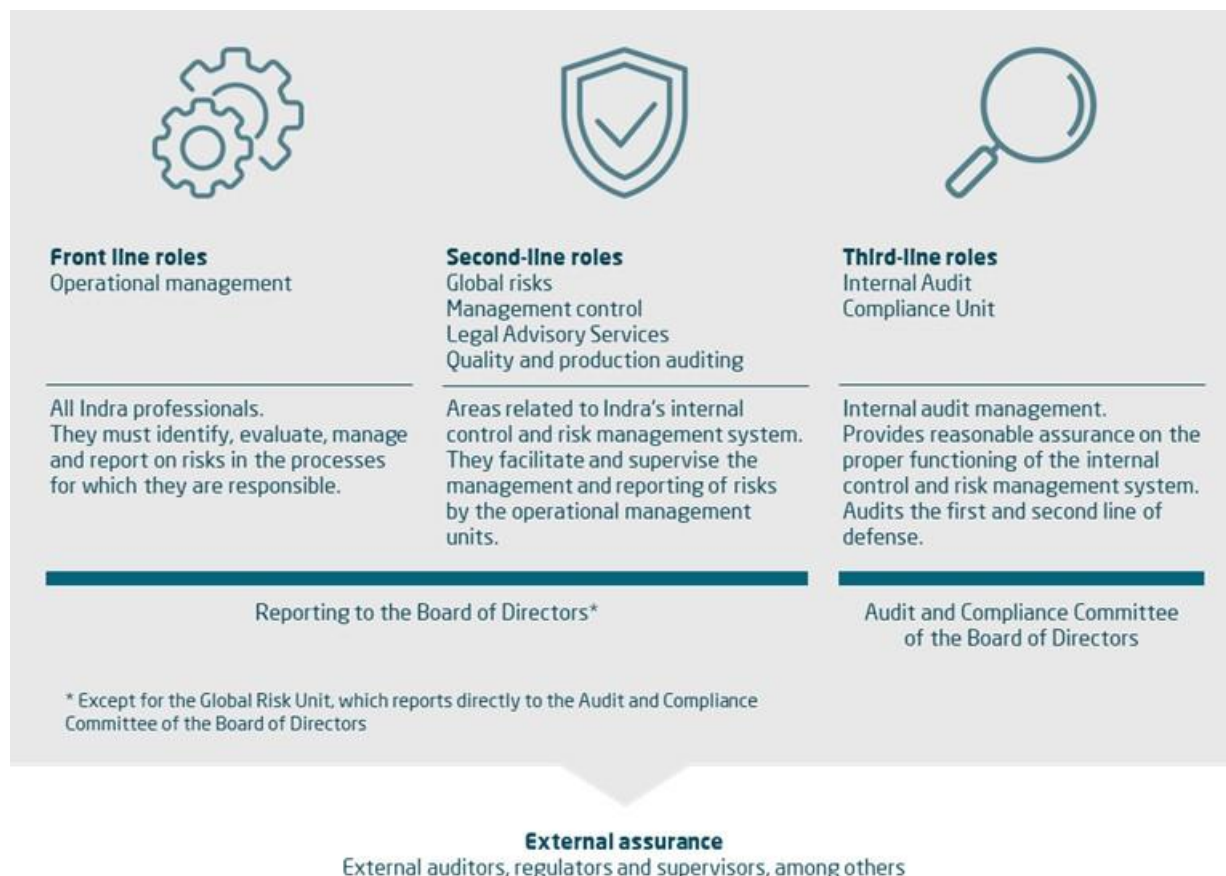 Front line roles
Operational management
Second-line roles
Global risks
Management control
Legal Advisory Services
Quality and production auditing
Third-line roles
Internal Audit
Compliance Unit
All Indra professionals.
They must identify, evaluate, manage
and report on risks in the processes
for which they are responsible.
Areas related to Indra's internal
control and risk management system.
They facilitate and supervise the
management and reporting of risks
by the operational management
units.
Internal audit management.
Provides reasonable assurance on the
proper functioning of the internal
control and risk management system.
Audits the first and second line of
defense.
Reporting to the Board of Directors*
Audit and Compliance Committee
of the Board of Directors
* Except for the Global Risk Unit, which reports directly to the Audit and Compliance
Committee of the Board of Directors
External assurance
External auditors, regulators and supervisors, among others